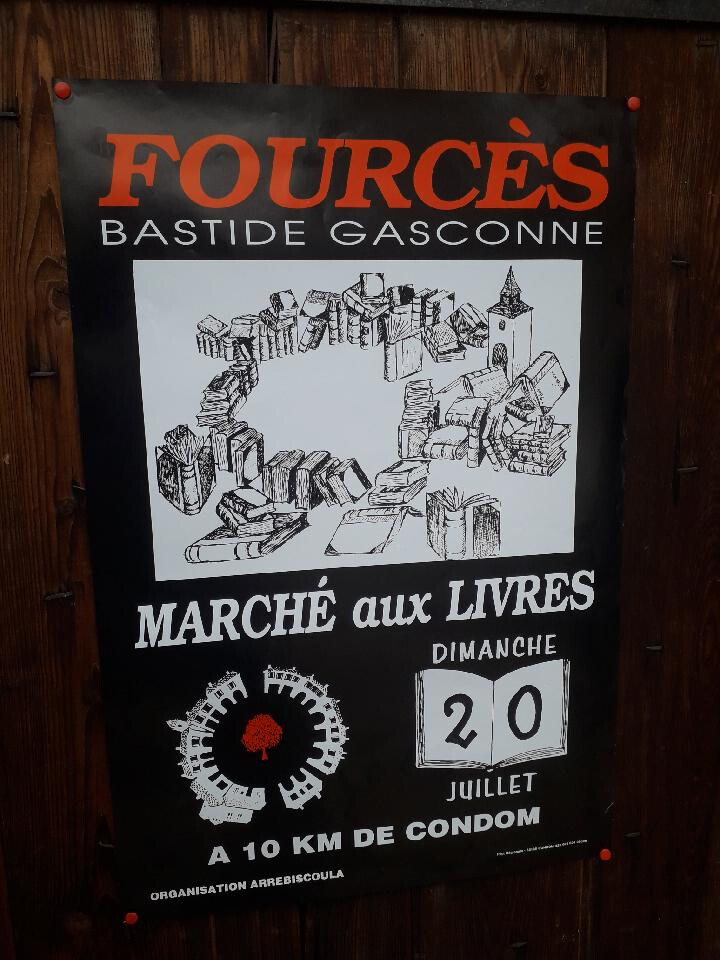 FOURCÈS
BASTIDE GASCONNE
MARCHÉ aux LIVRES
DIMANCHE
20
JUILLET
A 10 KM DE CONDOM
ORGANISATION ARREBISCOULA